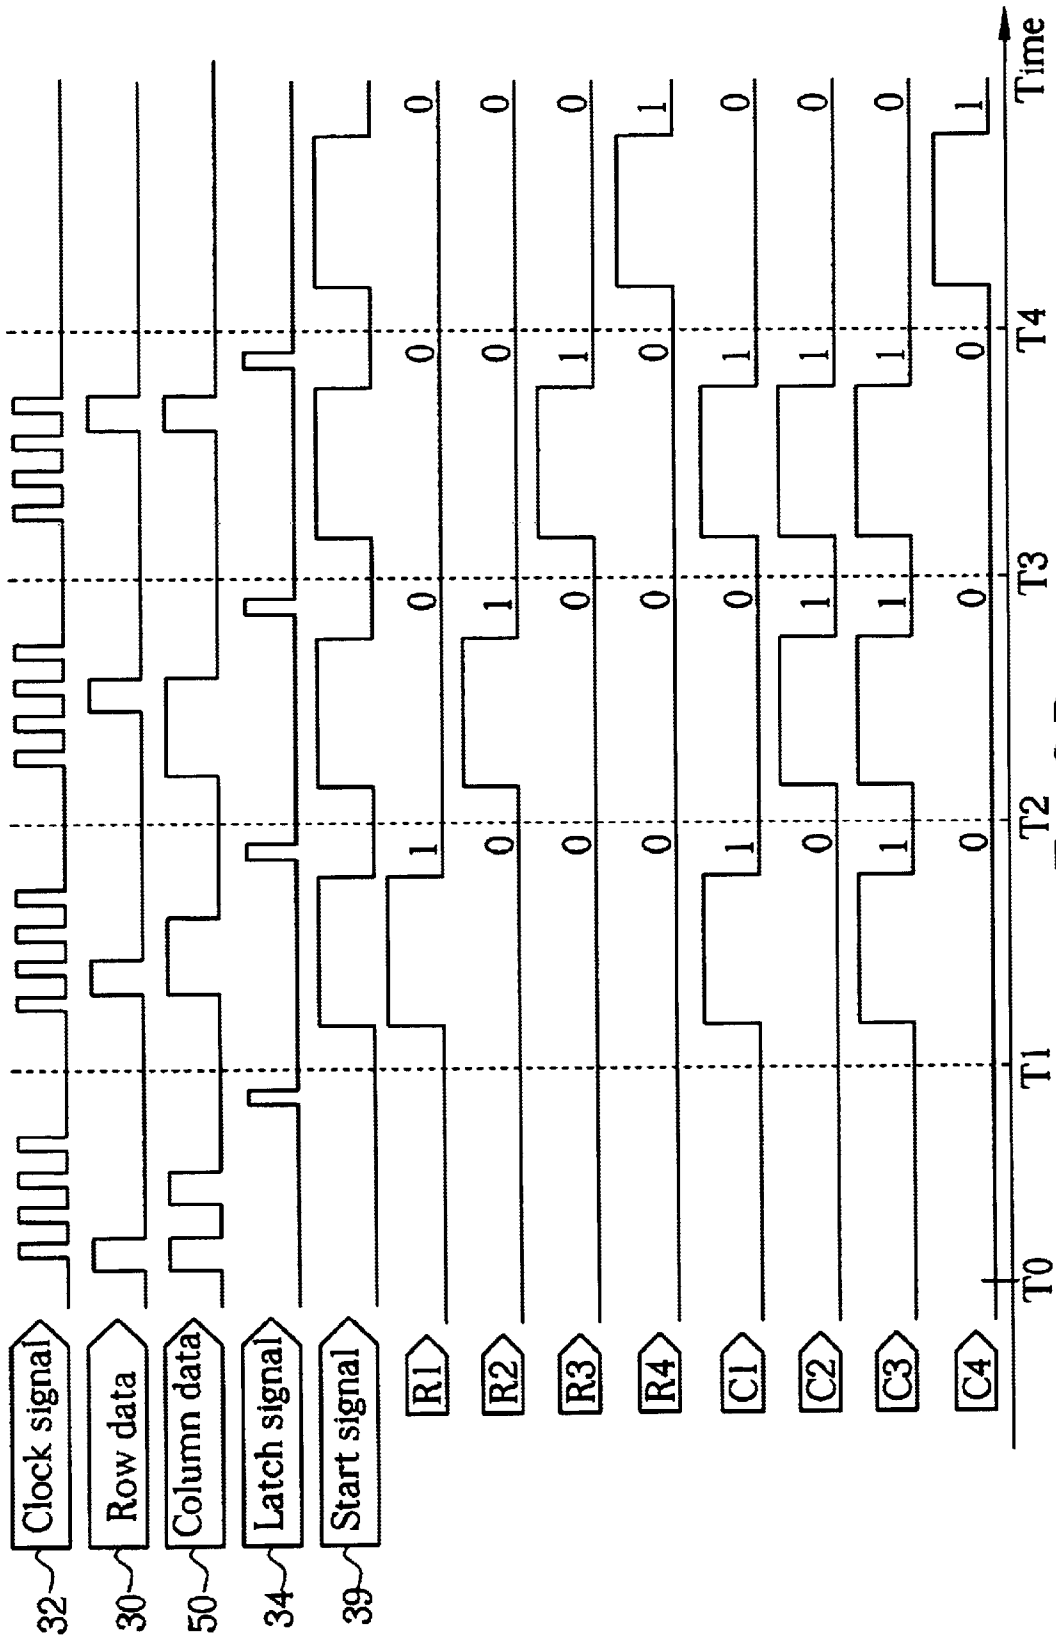 32 Clock signal
30 Row data
50 Column data
34 Latch signal
39 Start signal
R1 1 0 0 0
R2 0 1 0 0
R3 0 0 1 0
R4 0 0 0 1
C1 1 0 1 0
C2 0 1 1 0
C3 1 1 1 0
C4 0 0 0 1
T0 T1 T2 T3 T4 Time